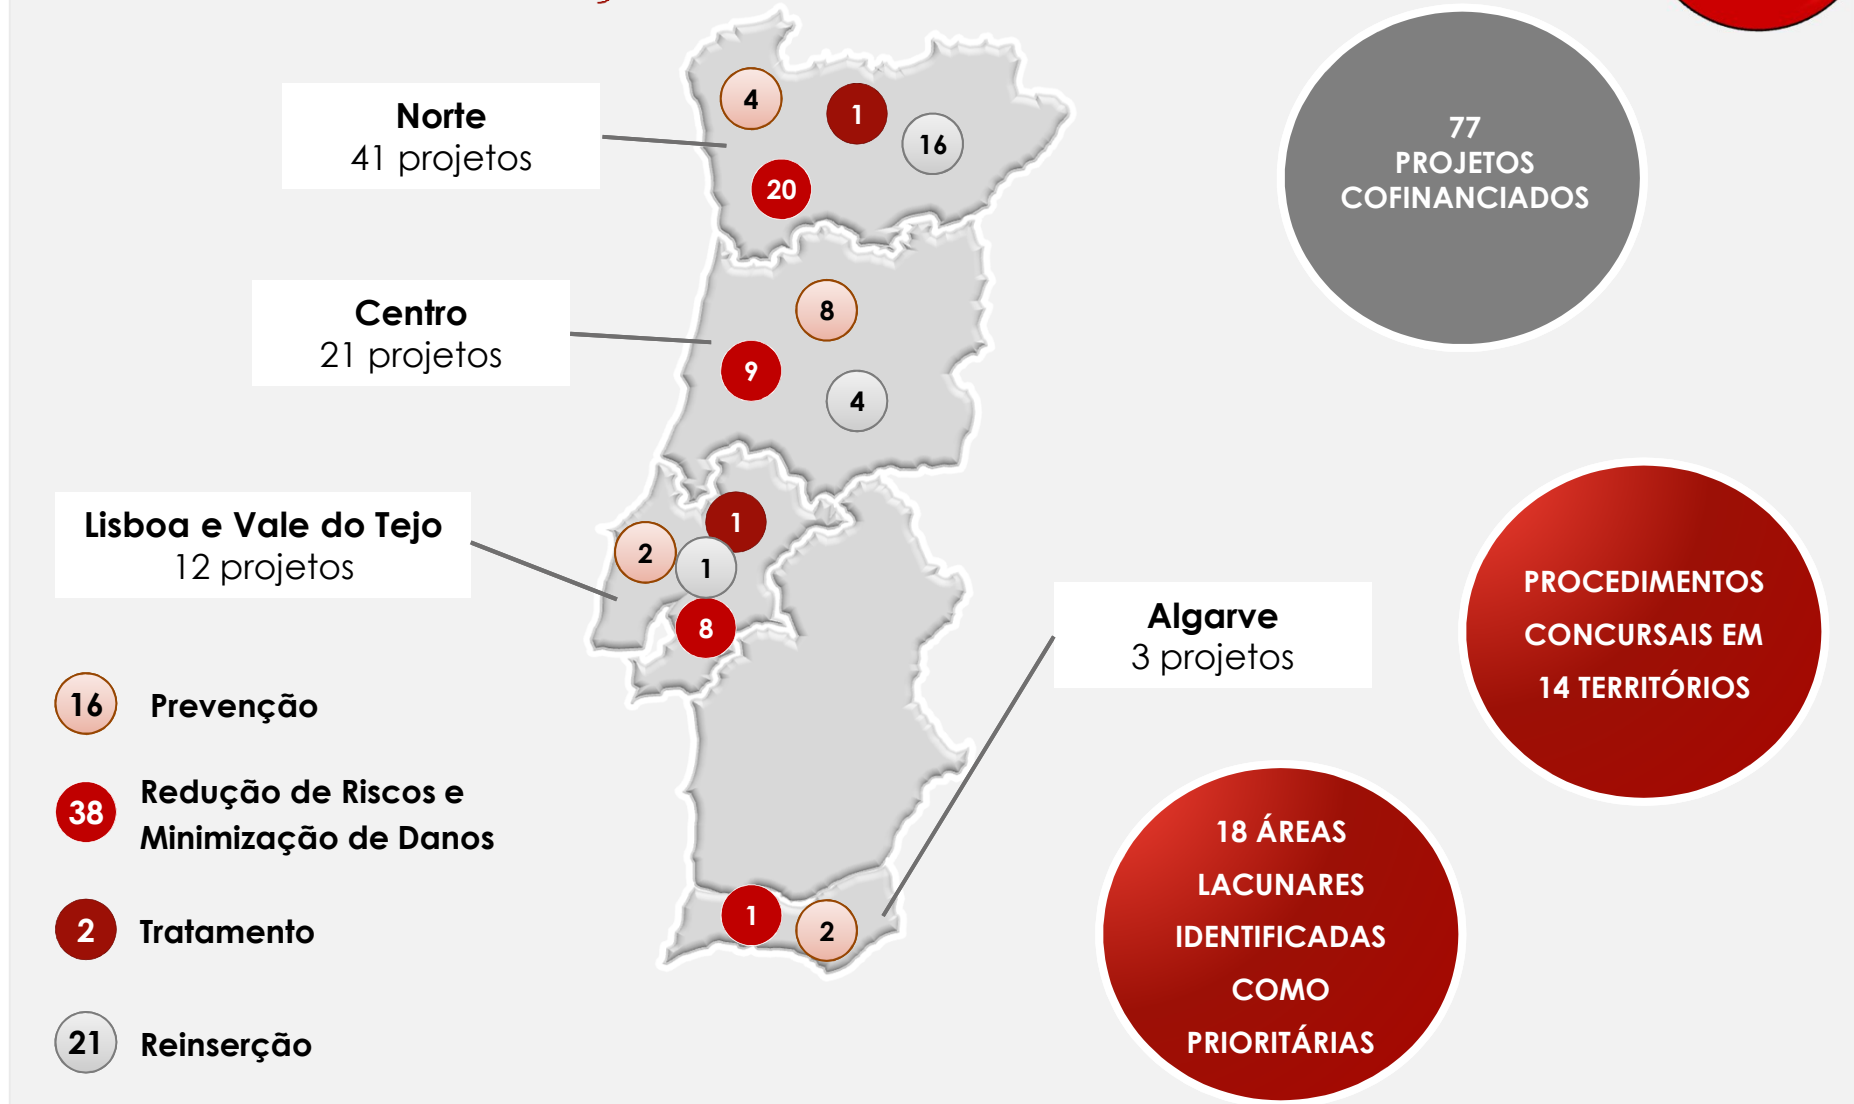 Norte
41 projetos
4
1
16
20
77
PROJETOS
COFINANCIADOS
Centro
21 projetos
8
9
4
Lisboa e Vale do Tejo
12 projetos
1
2
1
8
Algarve
3 projetos
1
2
PROCEDIMENTOS
CONCURSAIS EM
14 TERRITÓRIOS
16 Prevenção
38 Redução de Riscos e
Minimização de Danos
2 Tratamento
21 Reinserção
18 ÁREAS
LACUNARES
IDENTIFICADAS
COMO
PRIORITÁRIAS